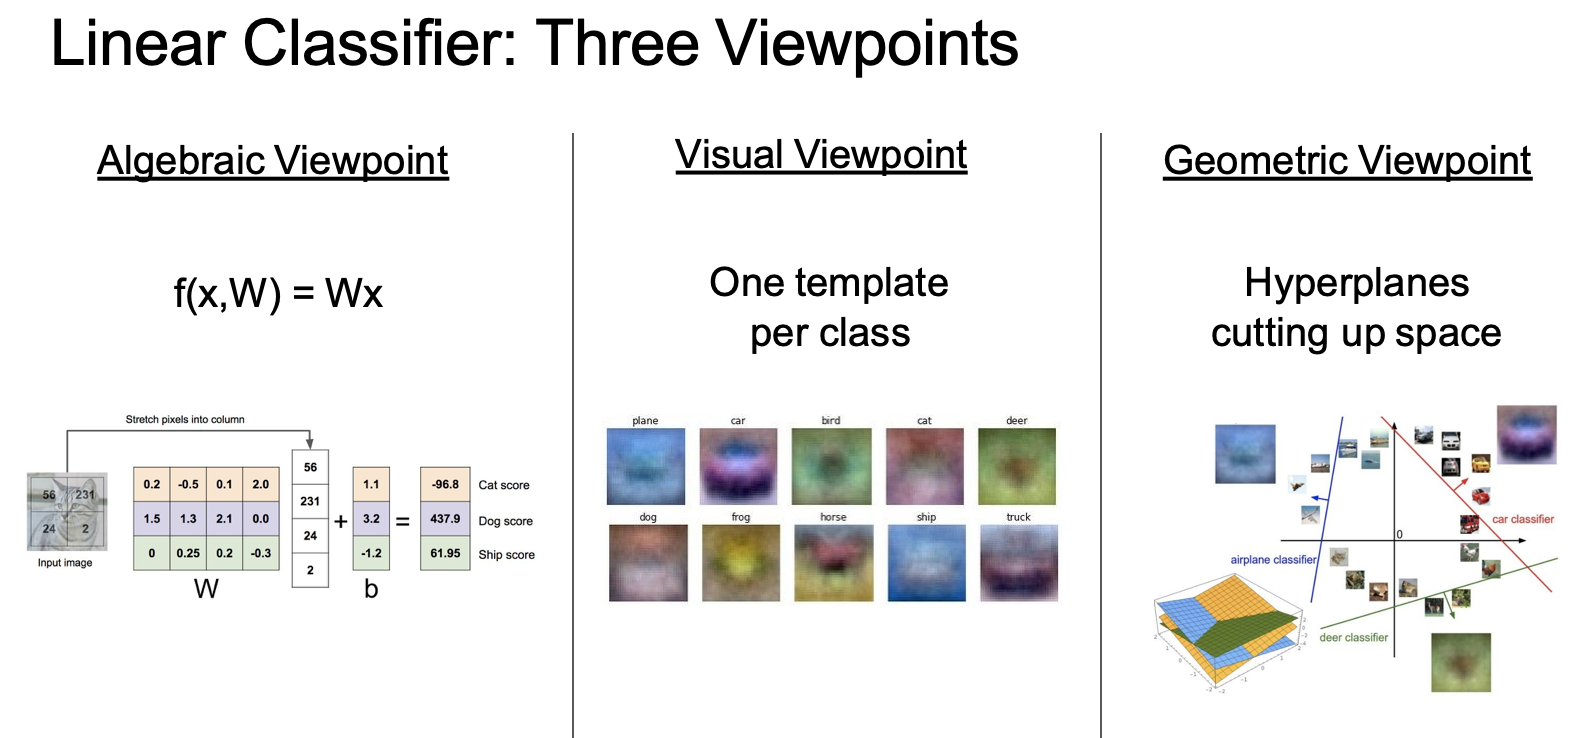 Linear Classifier: Three Viewpoints
Algebraic Viewpoint
f(x,W) = Wx
Stretch pixels into column
56 231
24 2
Input image
0.2 -0.5 0.1 2.0
1.5 1.3 2.1 0.0
0 0.25 0.2 -0.3
W
56
231
24
2
+
1.1
3.2
-1.2
b
=
-96.8 Cat score
437.9 Dog score
61.95 Ship score
Visual Viewpoint
One template
per class
plane car bird cat deer
dog frog horse ship truck
Geometric Viewpoint
Hyperplanes
cutting up space
car classifier
0
airplane classifier
deer classifier